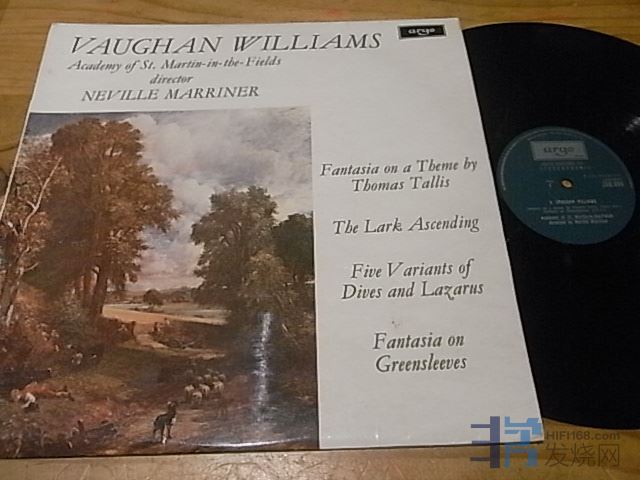 VAUGHAN WILLIAMS
Academy of St. Martin-in-the-Fields
director
NEVILLE MARRINER
argo
Fantasia on a Theme by
Thomas Tallis
The Lark Ascending
Five Variants of
Dives and Lazarus
Fantasia on
Greensleeves
argo
HIFI168.com
发烧网